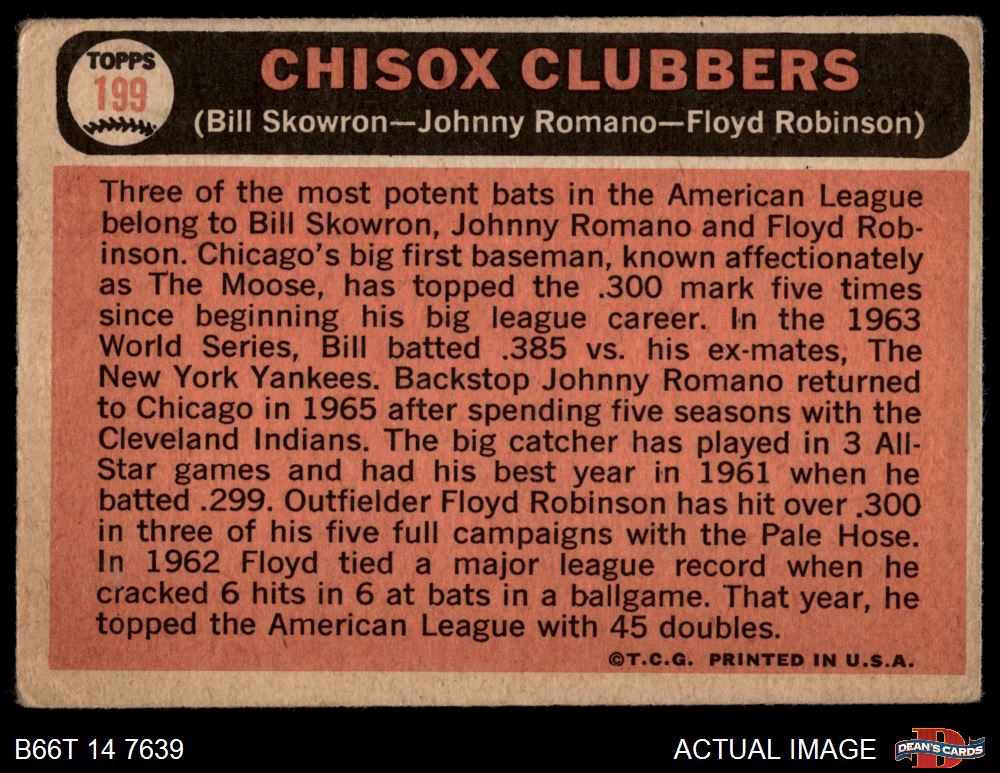 TOPPS
199
CHISOX CLUBBERS
(Bill Skowron—Johnny Romano—Floyd Robinson)
Three of the most potent bats in the American League
belong to Bill Skowron, Johnny Romano and Floyd Rob-
inson. Chicago's big first baseman, known affectionately
as The Moose, has topped the .300 mark five times
since beginning his big league career. In the 1963
World Series, Bill batted .385 vs. his ex-mates, The
New York Yankees. Backstop Johnny Romano returned
to Chicago in 1965 after spending five seasons with the
Cleveland Indians. The big catcher has played in 3 All-
Star games and had his best year in 1961 when he
batted .299. Outfielder Floyd Robinson has hit over .300
in three of his five full campaigns with the Pale Hose.
In 1962 Floyd tied a major league record when he
cracked 6 hits in 6 at bats in a ballgame. That year, he
topped the American League with 45 doubles.
©T.C.G. PRINTED IN U.S.A.
B66T 14 7639
ACTUAL IMAGE
D
DEAN'S CARDS